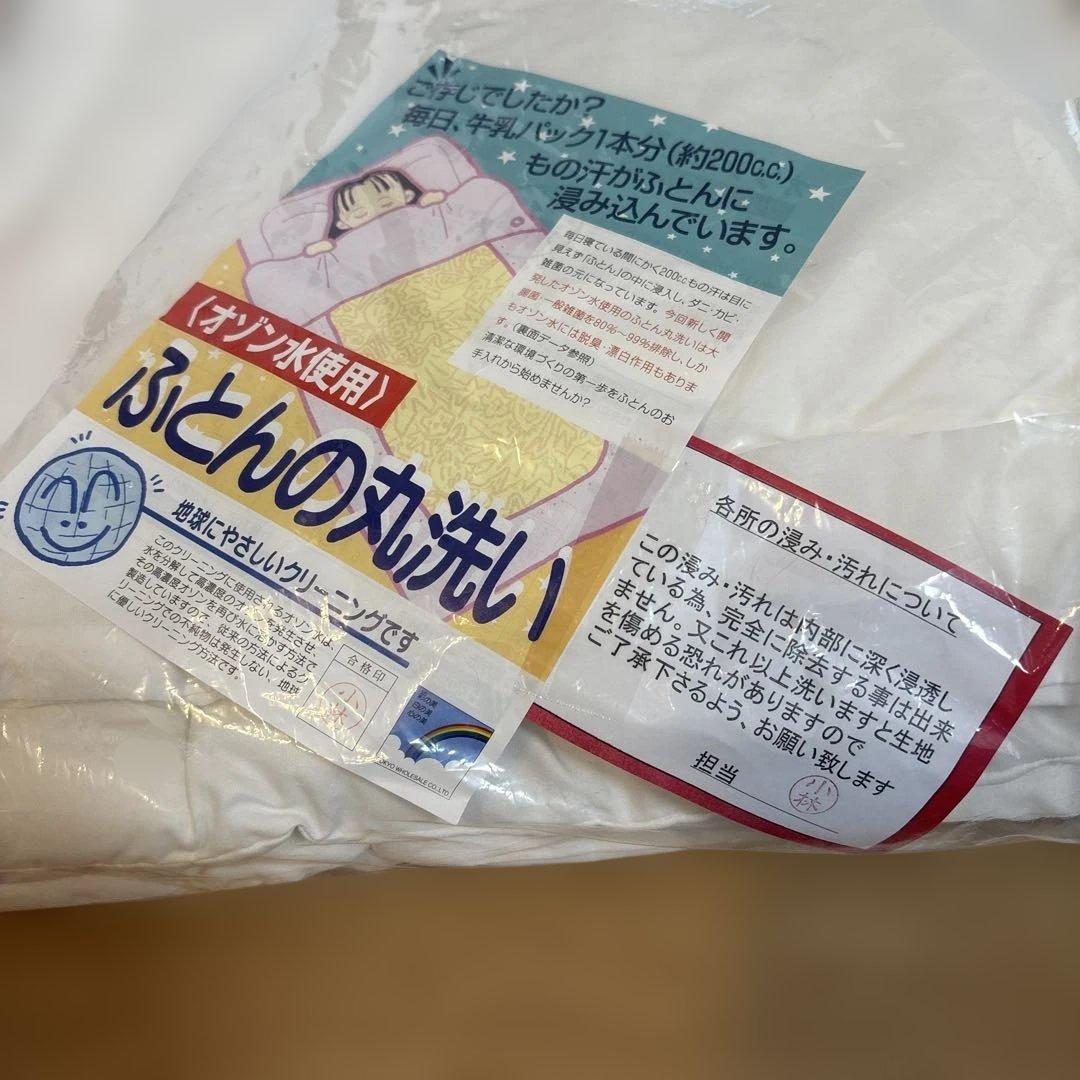 ご存じでしたか?
毎日、牛乳パック1本分(約200c.c.)
もの汗がふとんに
浸み込んでいます。
毎日寝ている間にかく200c.c.もの汗は目に
見えず「ふとん」の中に浸入し、ダニ・カビ・
雑菌の元になっています。今回新しく開
発したオゾン水使用のふとん丸洗いは大
腸菌・一般雑菌を80%〜99%排除し、しか
もオゾン水には脱臭・漂白作用もありま
す。(裏面データ参照)
清潔な環境づくりの第一歩をふとんのお
手入れから始めませんか?
〈オゾン水使用〉
ふとんの丸洗い
地球にやさしいクリーニングです
このクリーニングに使用されるオゾン水は、
水を分解して高濃度のオゾンを発生させ、
その高濃度オゾンを再び水に溶かす方法で
製造していますので、従来の方法によるク
リーニングでの不純物は発生しない、地球
に優しいクリーニング方法です。
合格印
小林
TOKYO WHOLESALE CO.,LTD
各所の浸み・汚れについて
この浸み・汚れは内部に深く浸透し
ている為、完全に除去する事は出来
ません。又これ以上洗いますと生地
を傷める恐れがありますので
ご了承下さるよう、お願い致します
担当
小林